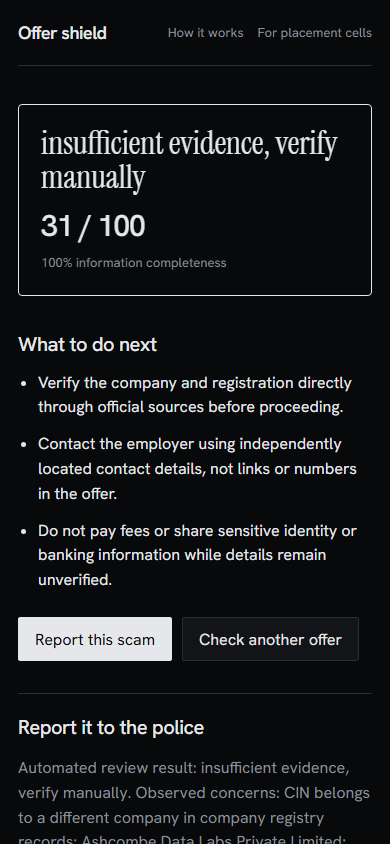 Offer shield
How it works
For placement cells
insufficient evidence, verify
manually
31 / 100
100% information completeness
What to do next
• Verify the company and registration directly
through official sources before proceeding.
• Contact the employer using independently
located contact details, not links or numbers
in the offer.
• Do not pay fees or share sensitive identity or
banking information while details remain
unverified.
Report this scam
Check another offer
Report it to the police
Automated review result: insufficient evidence,
verify manually. Observed concerns: CIN belongs
to a different company in company registry
records: Ashcombe Data Labs Private Limited;